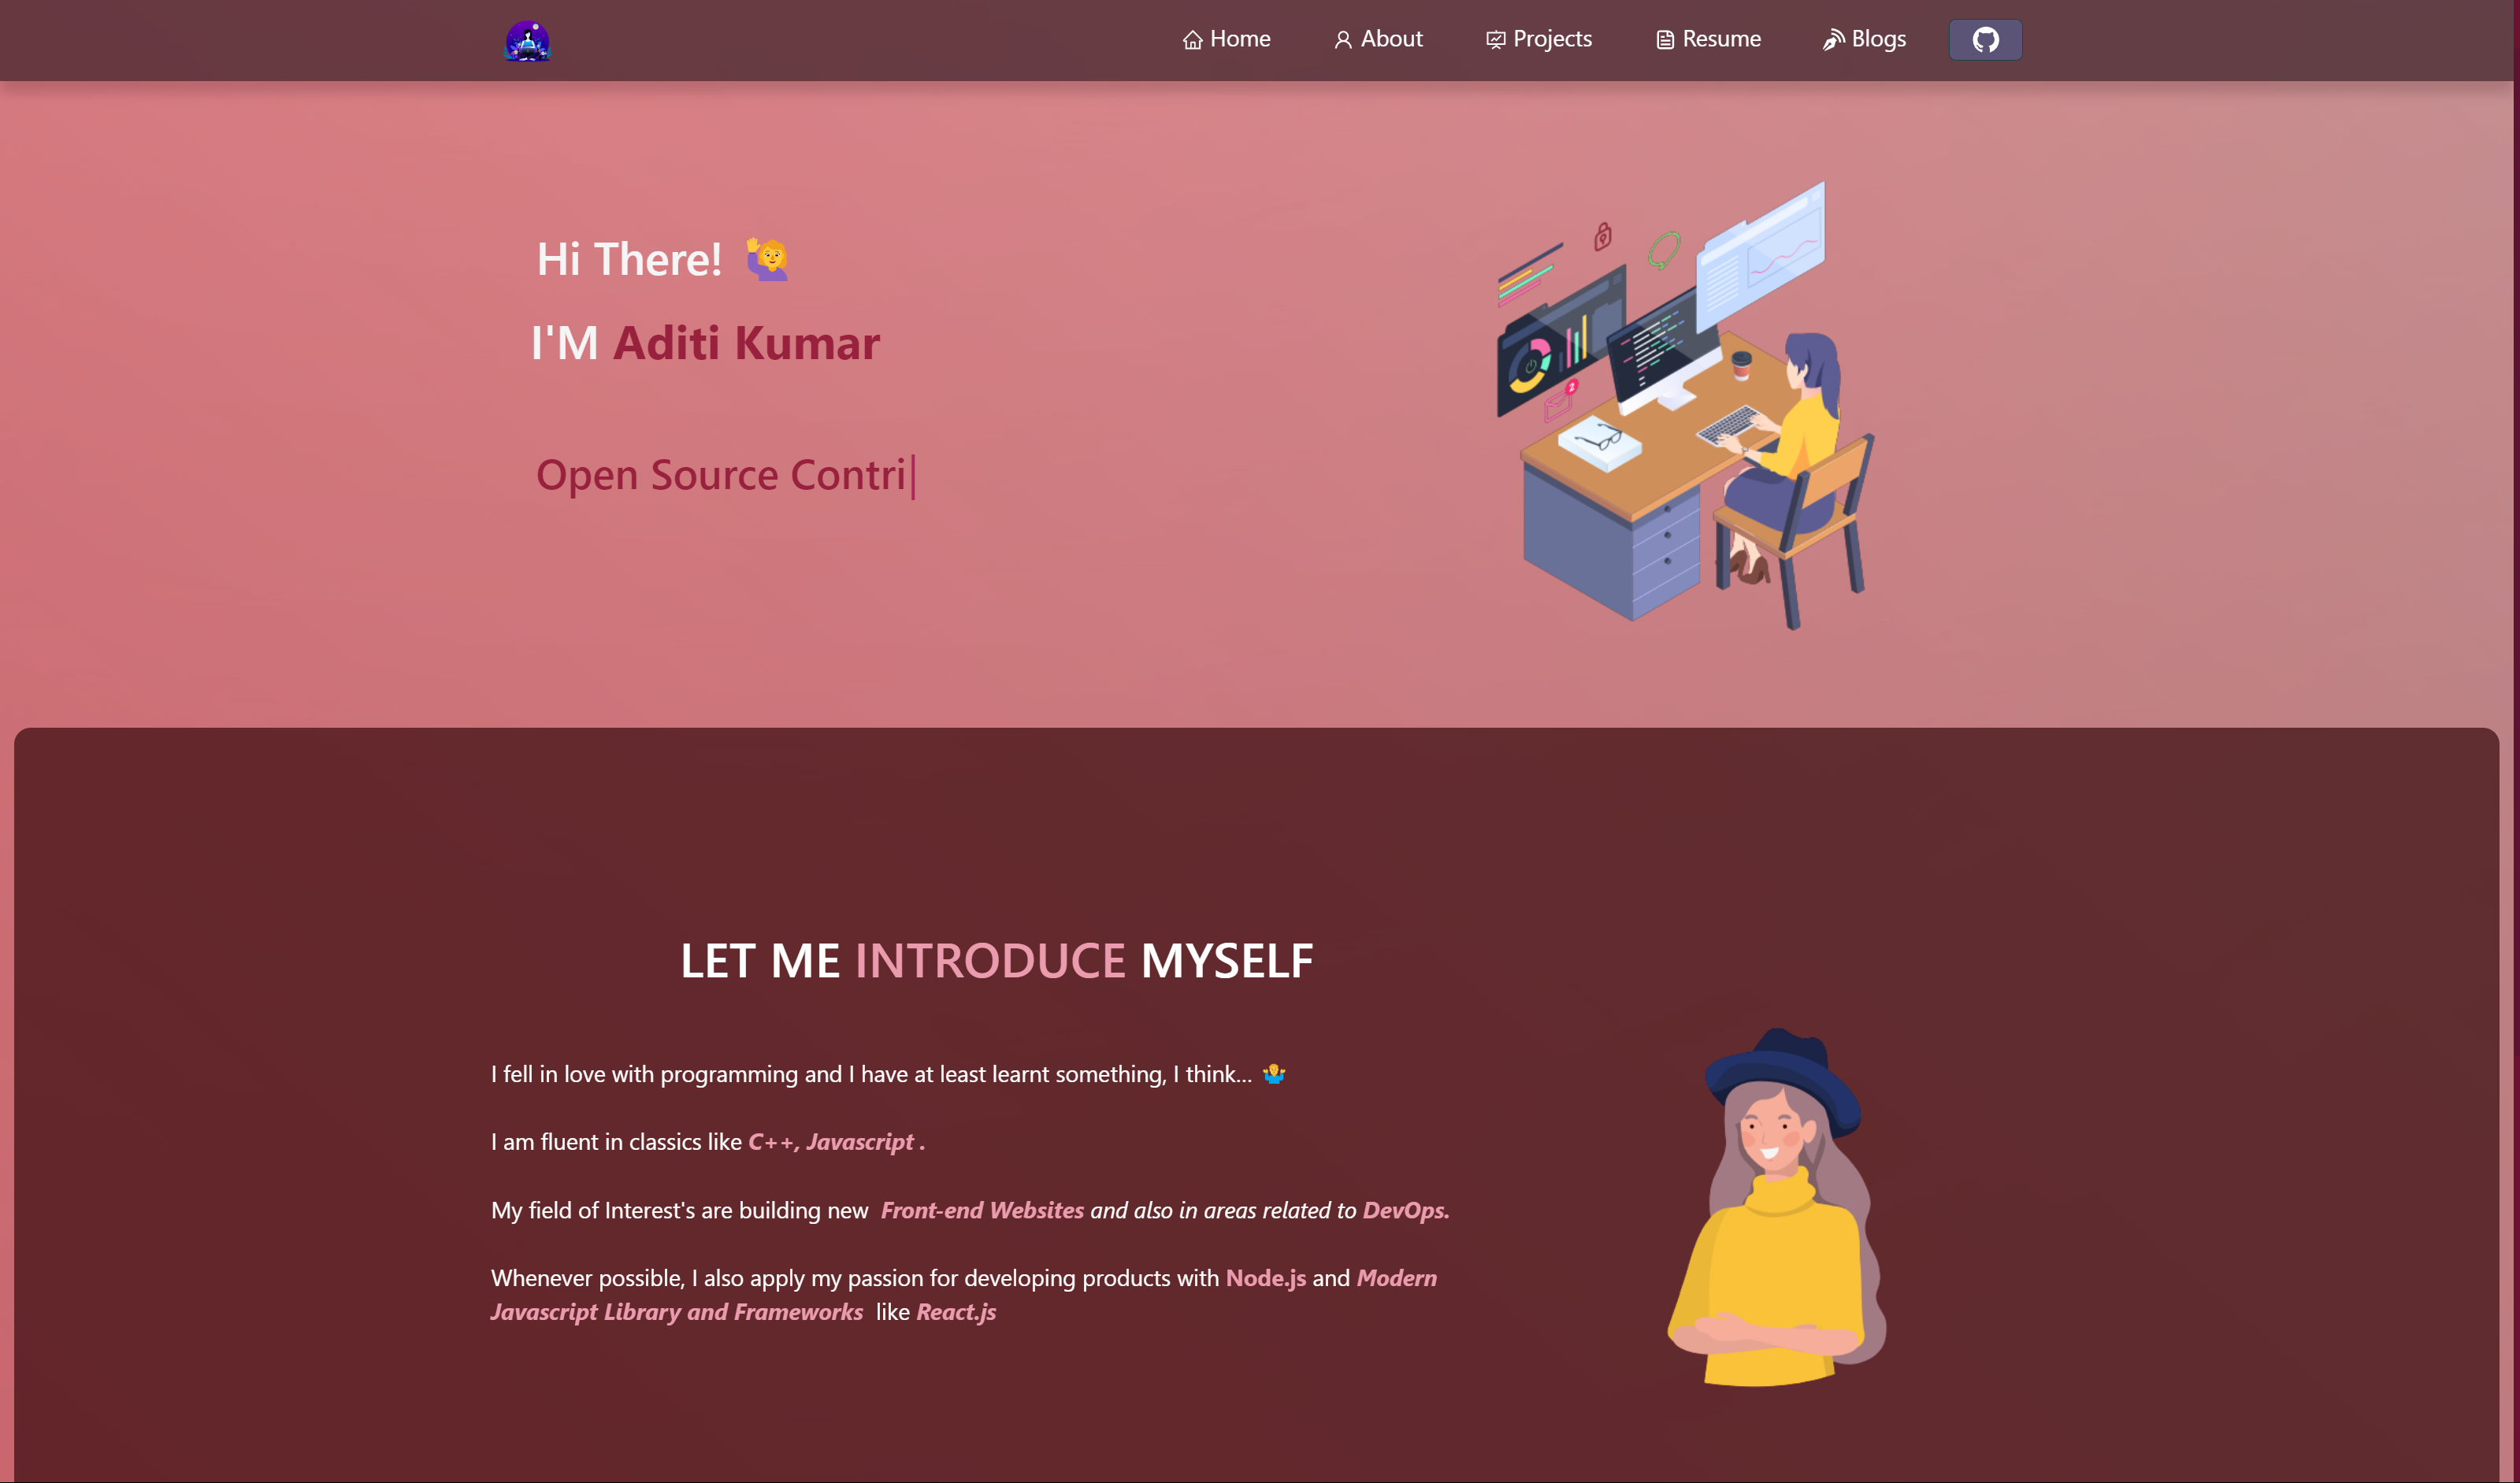 Home About Projects Resume Blogs
Hi There! 🙋
I'M Aditi Kumar
2
Open Source Contri|
LET ME INTRODUCE MYSELF
I fell in love with programming and I have at least learnt something, I think... 🤷
I am fluent in classics like C++, Javascript .
My field of Interest's are building new Front-end Websites and also in areas related to DevOps.
Whenever possible, I also apply my passion for developing products with Node.js and Modern
Javascript Library and Frameworks like React.js